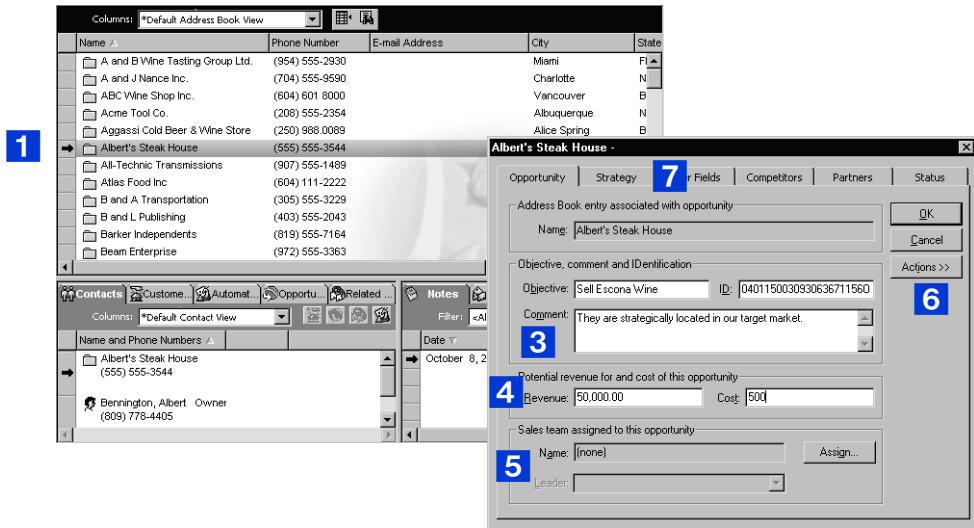 Columns: *Default Address Book View
Name Phone Number E-mail Address City State
A and B Wine Tasting Group Ltd. (954) 555-2930 Miami
A and J Nance Inc. (704) 555-9590 Charlotte N
ABC Wine Shop Inc. (604) 601 8000 Vancouver B
Acme Tool Co. (208) 555-2354 Albuquerque N
Aggassi Cold Beer & Wine Store (250) 988.0089 Alice Spring B
1
Albert's Steak House (555) 555-3544
All-Technic Transmissions (907) 555-1489
Atlas Food Inc (604) 111-2222
B and A Transportation (305) 555-3229
B and L Publishing (403) 555-2043
Barker Independents (819) 555-7164
Beam Enterprise (972) 555-3363
Contacts Custome... Automat... Opportu... Related ...
Columns: *Default Contact View
Name and Phone Numbers
Albert's Steak House
(555) 555-3544
Bennington, Albert Owner
(809) 778-4405
Notes
Filter: <Al
Date
October 8, 2
Albert's Steak House -
Opportunity Strategy 7 Fields Competitors Partners Status
Address Book entry associated with opportunity
Name: Albert's Steak House
OK
Cancel
Actions >>
6
Objective, comment and IDentification
Objective: Sell Escona Wine ID: 0401150030930636711560
Comment: They are strategically located in our target market.
3
Potential revenue for and cost of this opportunity
4
Revenue: 50,000.00 Cost: 500
Sales team assigned to this opportunity
5
Name: (none) Assign...
Leader: